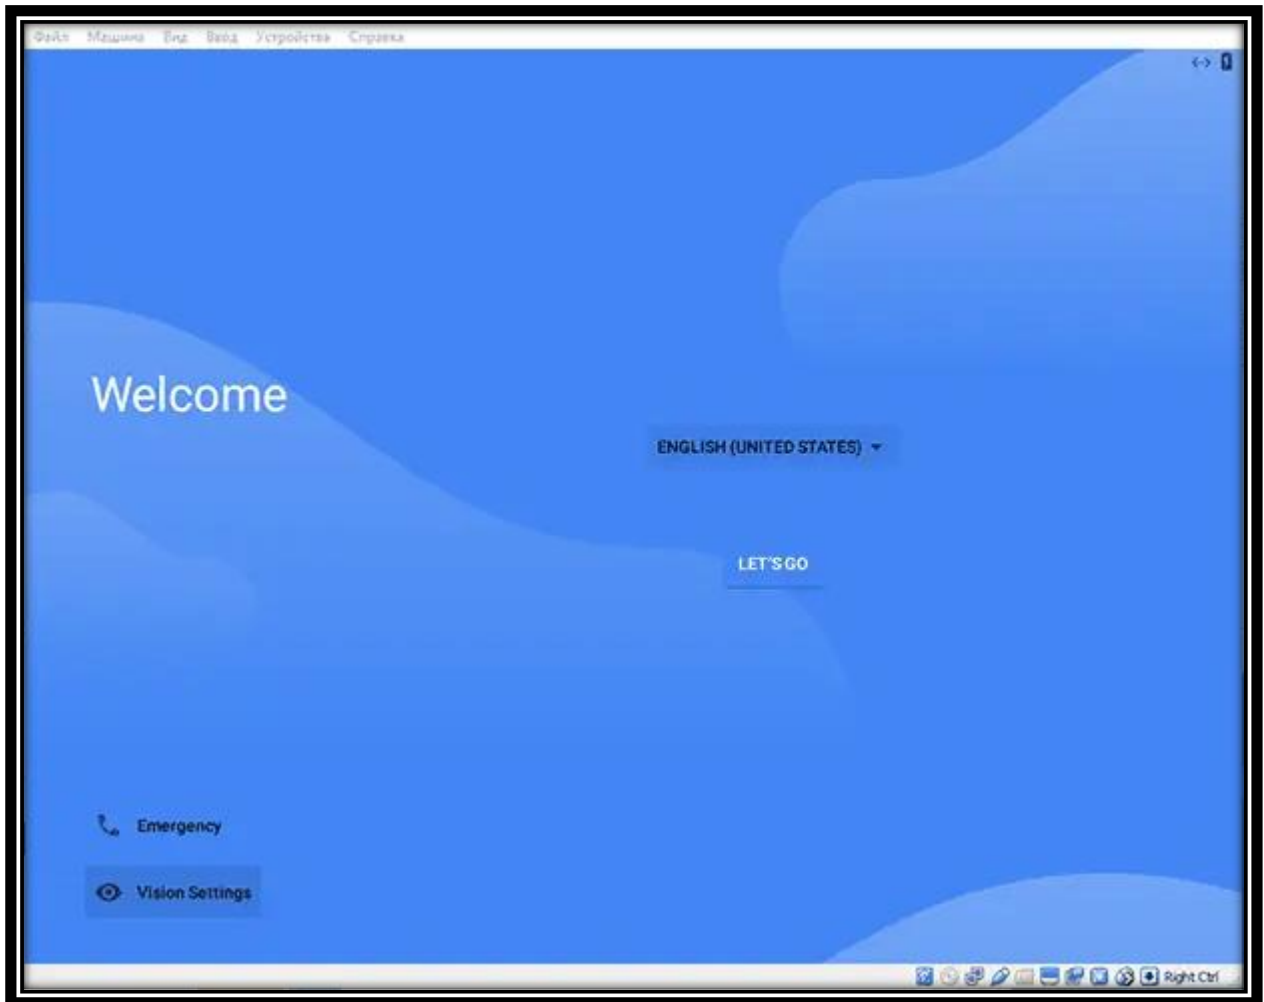 Файл Машина Вид Ввод Устройства Справка
Welcome
ENGLISH (UNITED STATES)
LET'S GO
Emergency
Vision Settings
Right Ctrl